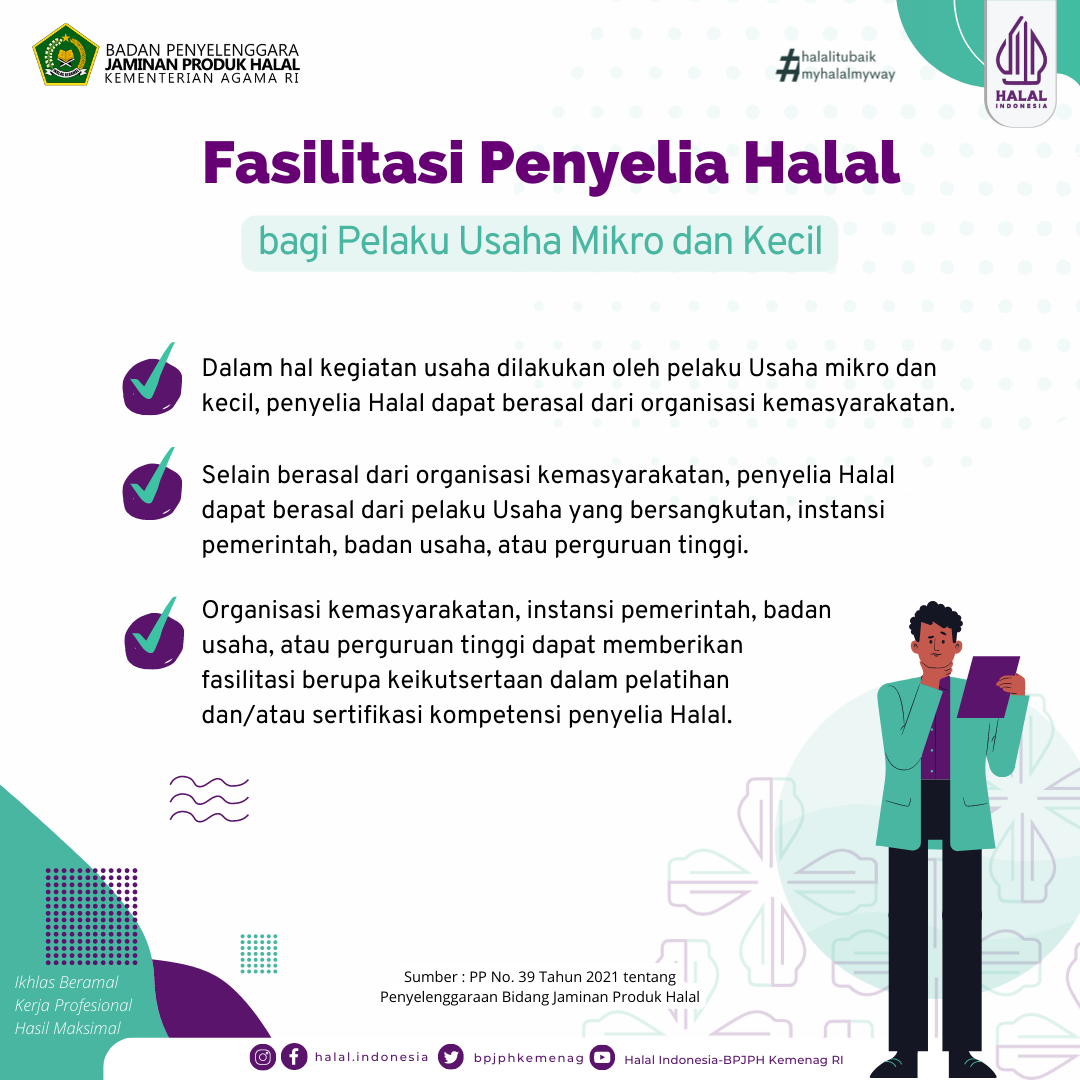 BADAN PENYELENGGARA
JAMINAN PRODUK HALAL
KEMENTERIAN AGAMA RI
#halalitubaik
myhalalmyway
HALAL
INDONESIA
Fasilitasi Penyelia Halal
bagi Pelaku Usaha Mikro dan Kecil
Dalam hal kegiatan usaha dilakukan oleh pelaku Usaha mikro dan
kecil, penyelia Halal dapat berasal dari organisasi kemasyarakatan.
Selain berasal dari organisasi kemasyarakatan, penyelia Halal
dapat berasal dari pelaku Usaha yang bersangkutan, instansi
pemerintah, badan usaha, atau perguruan tinggi.
Organisasi kemasyarakatan, instansi pemerintah, badan
usaha, atau perguruan tinggi dapat memberikan
fasilitasi berupa keikutsertaan dalam pelatihan
dan/atau sertifikasi kompetensi penyelia Halal.
Ikhlas Beramal
Kerja Profesional
Hasil Maksimal
Sumber : PP No. 39 Tahun 2021 tentang
Penyelenggaraan Bidang Jaminan Produk Halal
halal.indonesia
bpjphkemenag
Halal Indonesia-BPJPH Kemenag RI